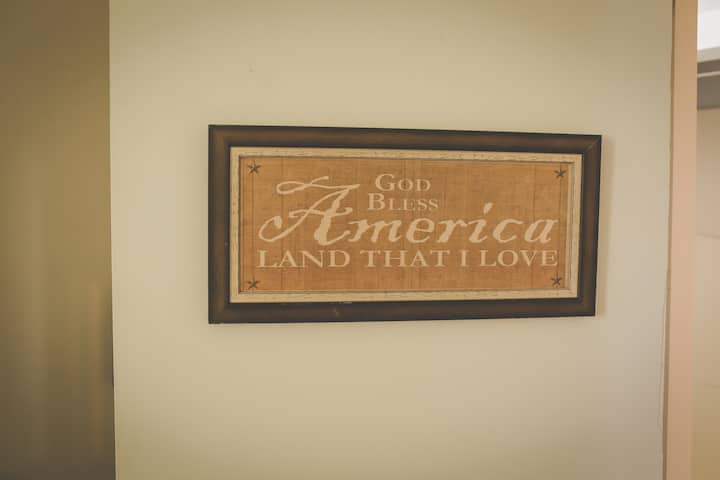 GOD
BLESS
America
LAND THAT I LOVE